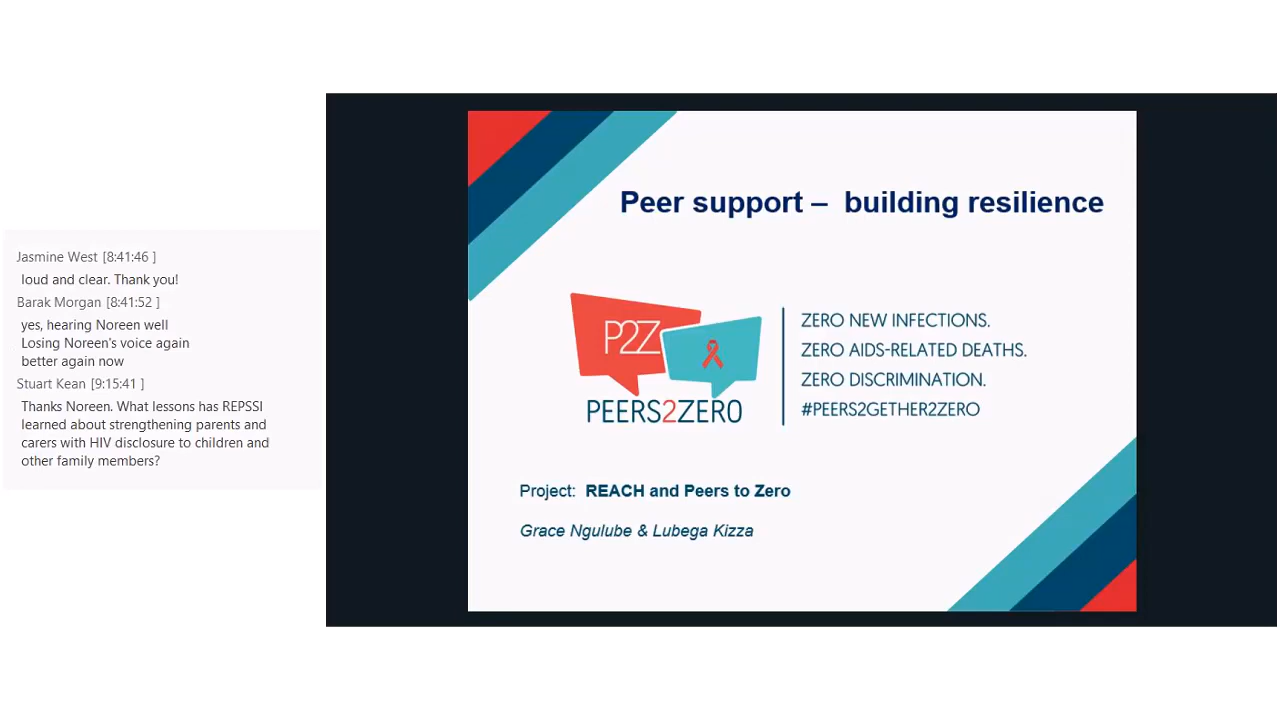 Jasmine West [8:41:46 ]
loud and clear. Thank you!
Barak Morgan [8:41:52 ]
yes, hearing Noreen well
Losing Noreen's voice again
better again now
Stuart Kean [9:15:41 ]
Thanks Noreen. What lessons has REPSSI
learned about strengthening parents and
carers with HIV disclosure to children and
other family members?
Peer support – building resilience
P2Z
PEERS2ZERO
ZERO NEW INFECTIONS.
ZERO AIDS-RELATED DEATHS.
ZERO DISCRIMINATION.
#PEERS2GETHER2ZERO
Project: REACH and Peers to Zero
Grace Ngulube & Lubega Kizza